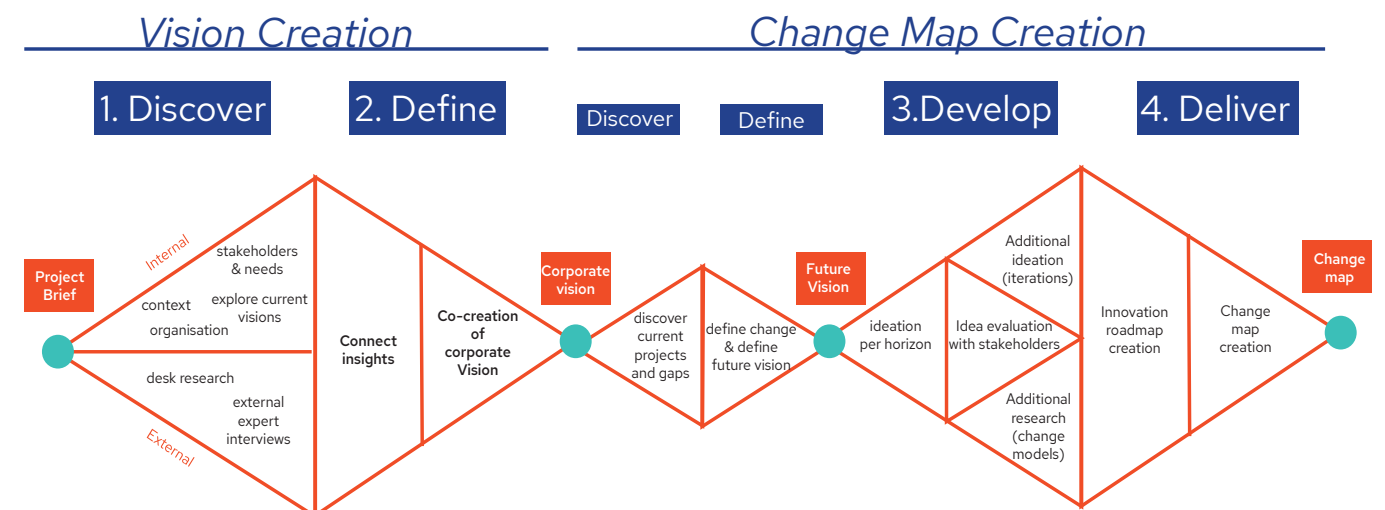 Vision Creation
Change Map Creation
1. Discover
2. Define
Discover
Define
3.Develop
4. Deliver
Project
Brief
Internal
stakeholders
& needs
context
explore current
visions
organisation
desk research
external
expert
interviews
External
Connect
insights
Co-creation
of
corporate
Vision
Corporate
vision
discover
current
projects
and gaps
define change
& define
future vision
Future
Vision
ideation
per horizon
Idea evaluation
with stakeholders
Additional
ideation
(iterations)
Additional
research
(change
models)
Innovation
roadmap
creation
Change
map
creation
Change
map